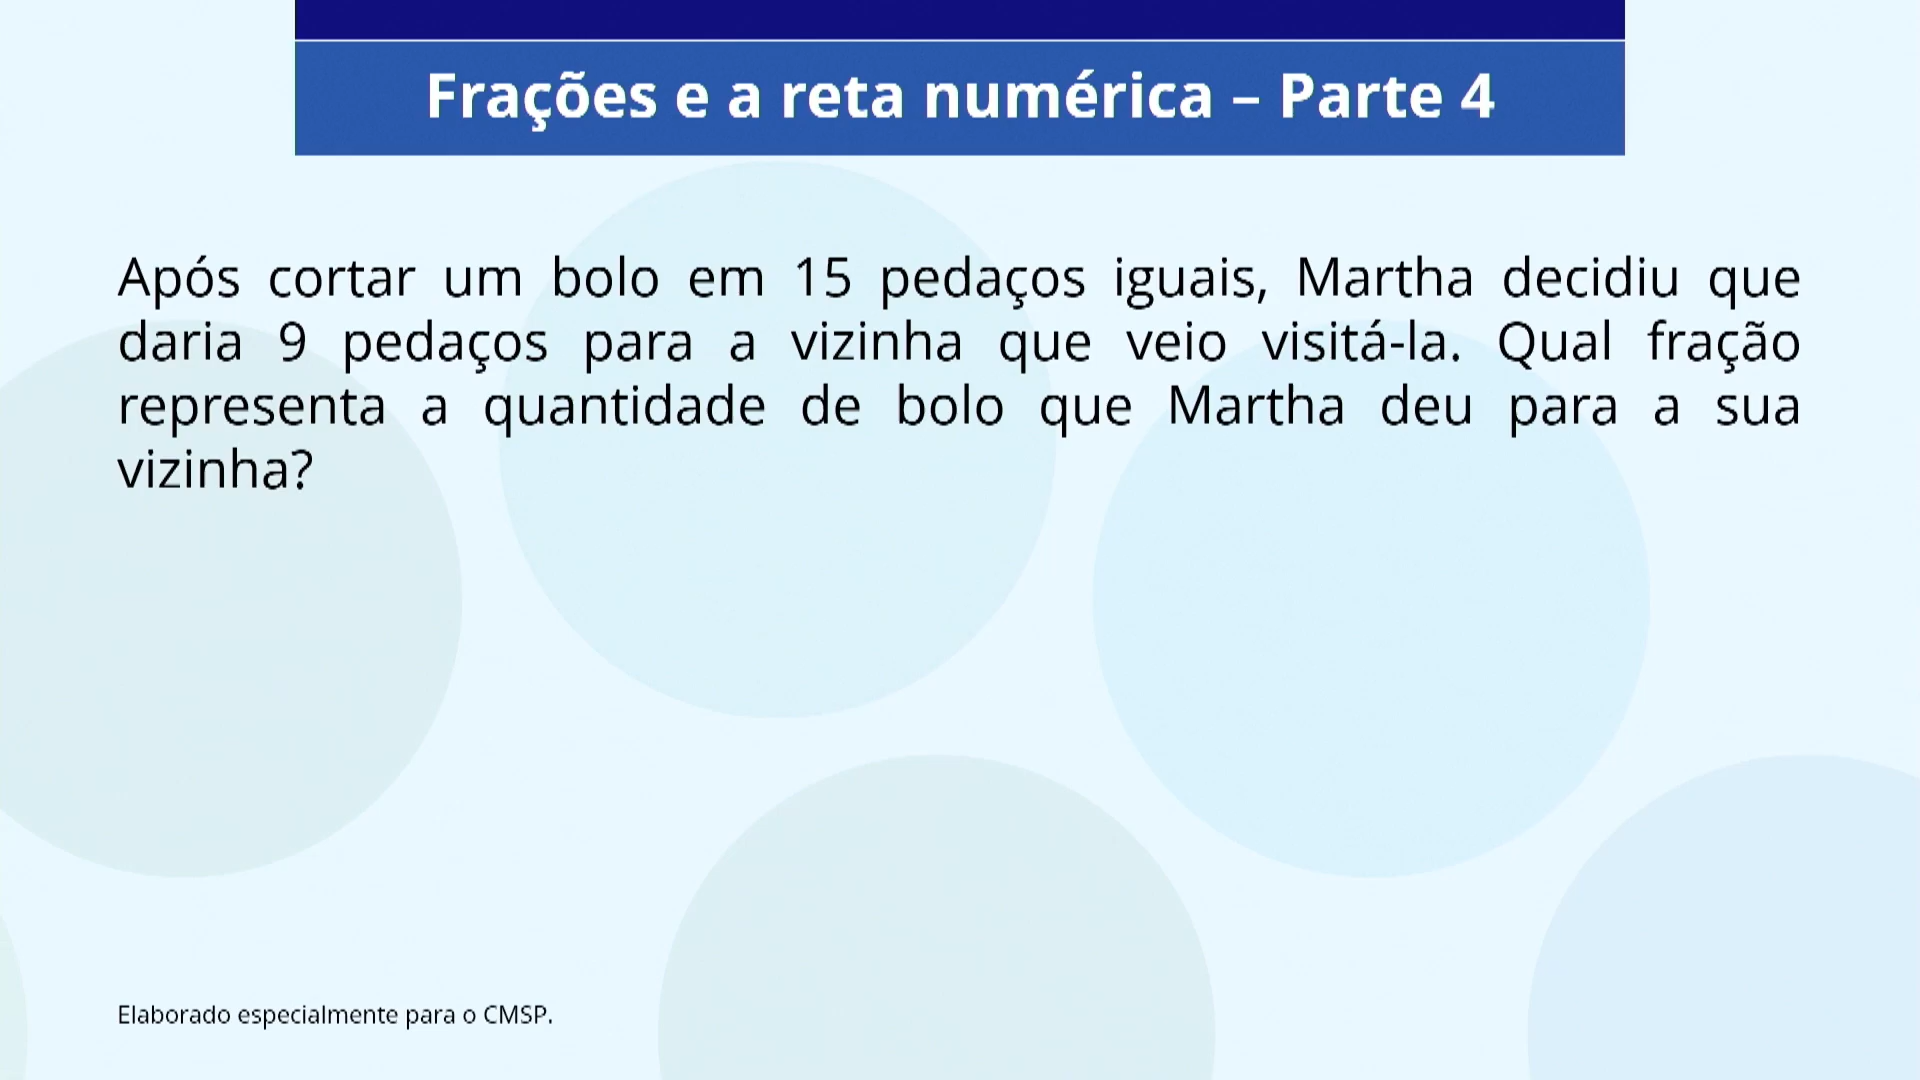 Frações e a reta numérica – Parte 4
Após cortar um bolo em 15 pedaços iguais, Martha decidiu que
daria 9 pedaços para a vizinha que veio visitá-la. Qual fração
representa a quantidade de bolo que Martha deu para a sua
vizinha?
Elaborado especialmente para o CMSP.